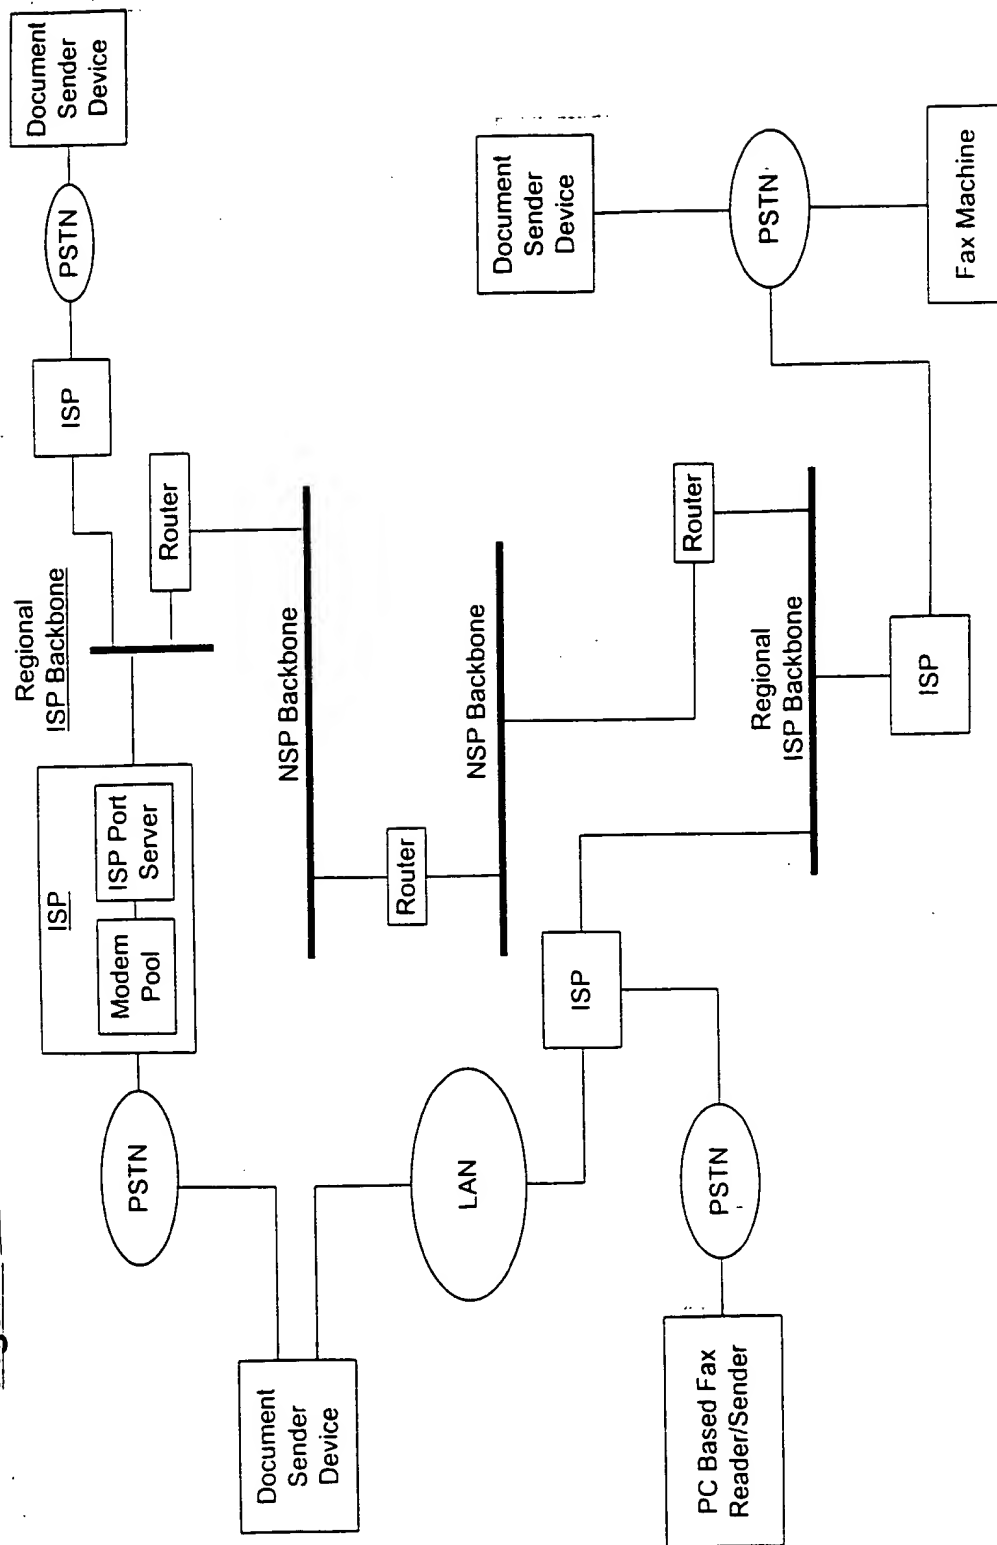 Regional
ISP Backbone
Document
Sender
Device
ISP
PSTN
ISP
PSTN
Modem
Pool
ISP Port
Server
Router
Document
Sender
Device
NSP Backbone
Router
LAN
NSP Backbone
Document
Sender
Device
ISP
Router
PC Based Fax
Reader/Sender
PSTN
Regional
ISP Backbone
PSTN
ISP
Fax Machine